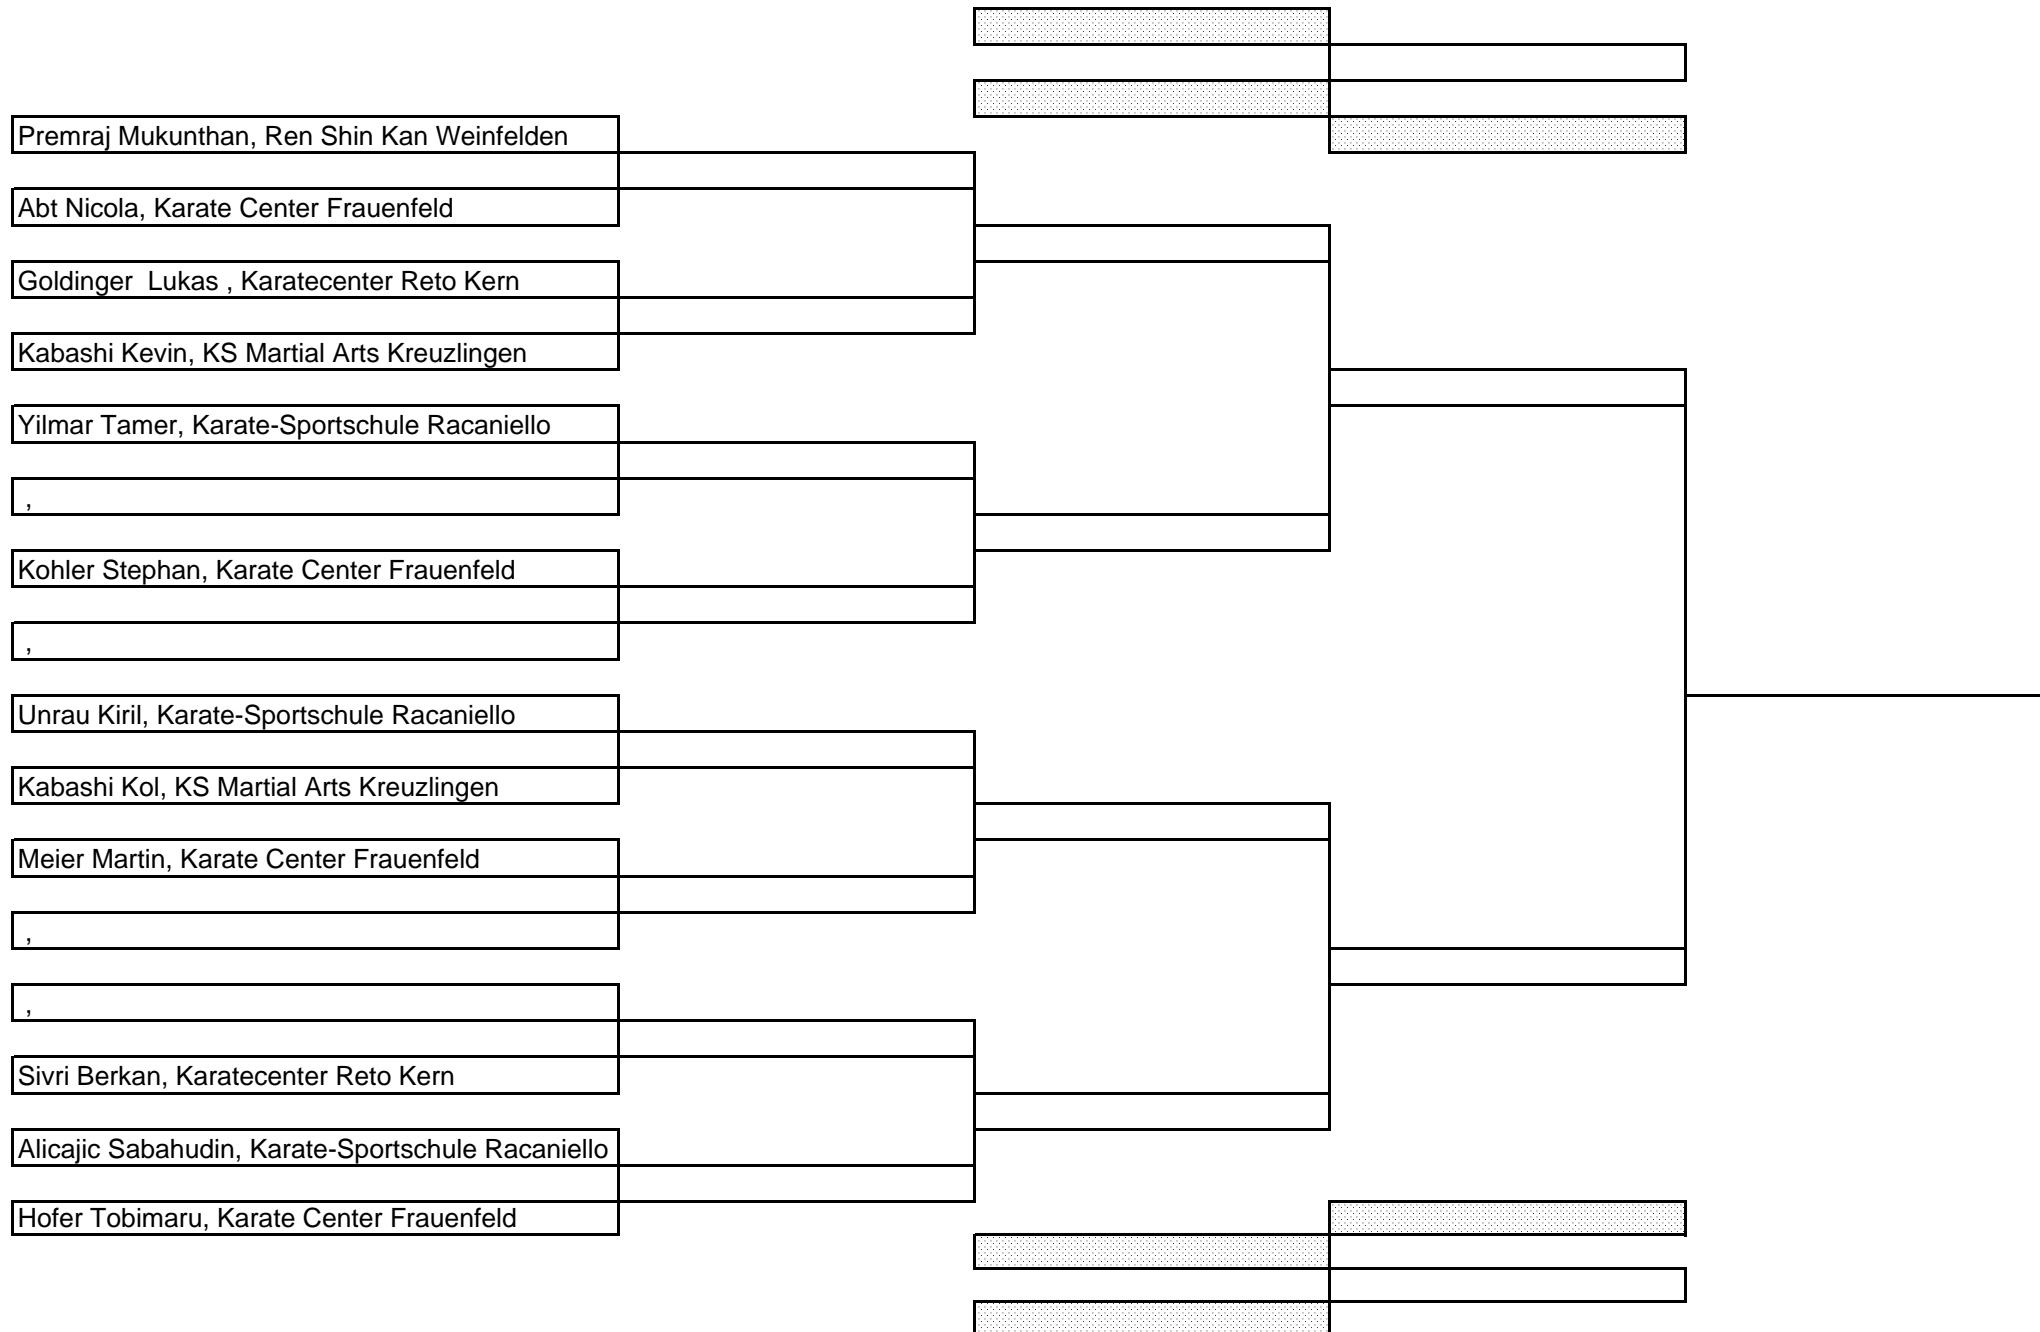 Premraj Mukunthan, Ren Shin Kan Weinfelden
Abt Nicola, Karate Center Frauenfeld
Goldinger  Lukas , Karatecenter Reto Kern
Kabashi Kevin, KS Martial Arts Kreuzlingen
Yilmar Tamer, Karate-Sportschule Racaniello
,
Kohler Stephan, Karate Center Frauenfeld
,
Unrau Kiril, Karate-Sportschule Racaniello
Kabashi Kol, KS Martial Arts Kreuzlingen
Meier Martin, Karate Center Frauenfeld
,
,
Sivri Berkan, Karatecenter Reto Kern
Alicajic Sabahudin, Karate-Sportschule Racaniello
Hofer Tobimaru, Karate Center Frauenfeld